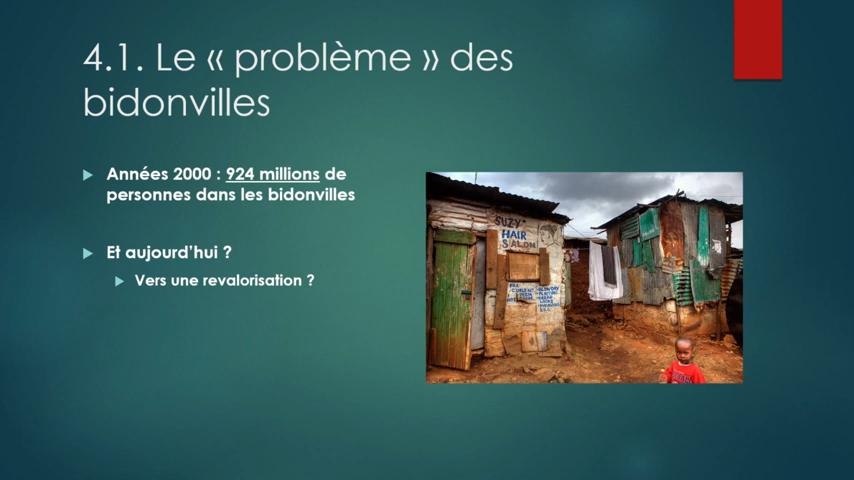 4.1. Le « problème » des
bidonvilles
Années 2000 : 924 millions de
personnes dans les bidonvilles
Et aujourd’hui ?
Vers une revalorisation ?
SUZY
HAIR
SALON